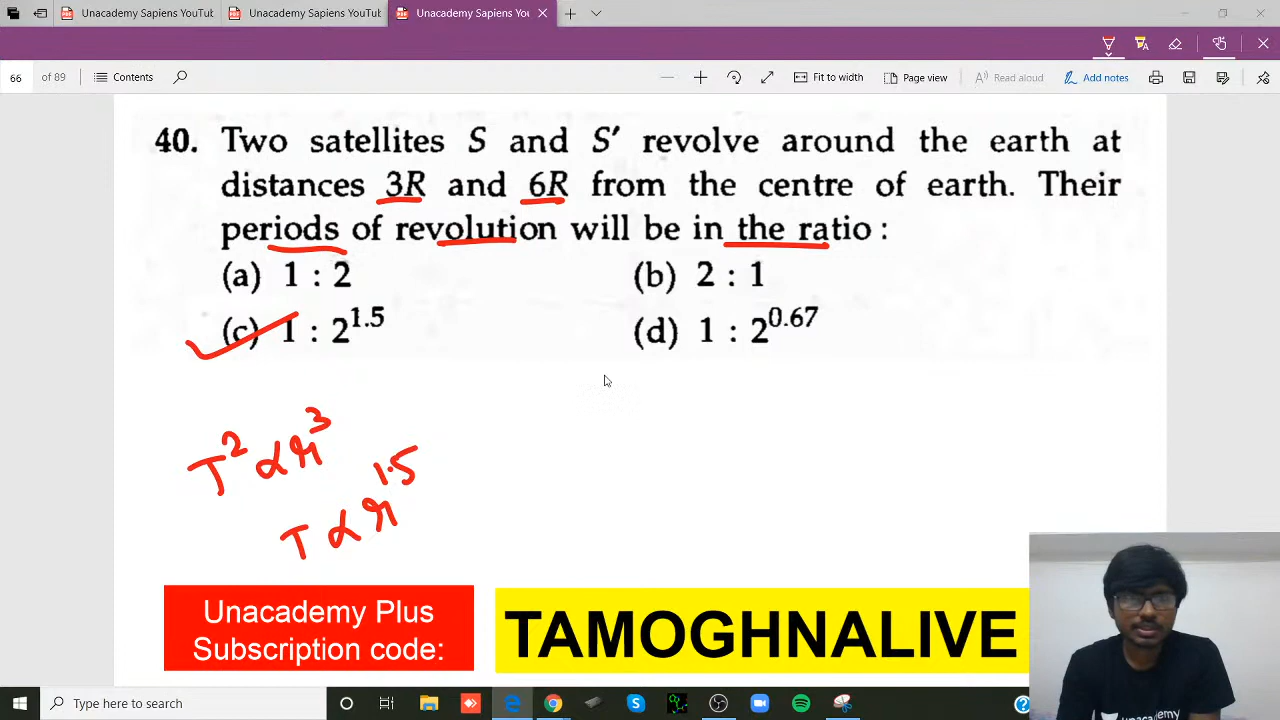 Unacademy Sapiens YouTut
Unacademy Sapiens YouTut
Unacademy Sapiens YouTut
66 of 89 Contents Fit to width Page view Read aloud Add notes
40. Two satellites S and S′ revolve around the earth at
distances 3R and 6R from the centre of earth. Their
periods of revolution will be in the ratio :
(a) 1 : 2 (b) 2 : 1
(c) 1 : 2^1.5 (d) 1 : 2^0.67
T^2 ∝ r^3
T ∝ r^1.5
Unacademy Plus
Subscription code:
TAMOGHNALIVE
Type here to search